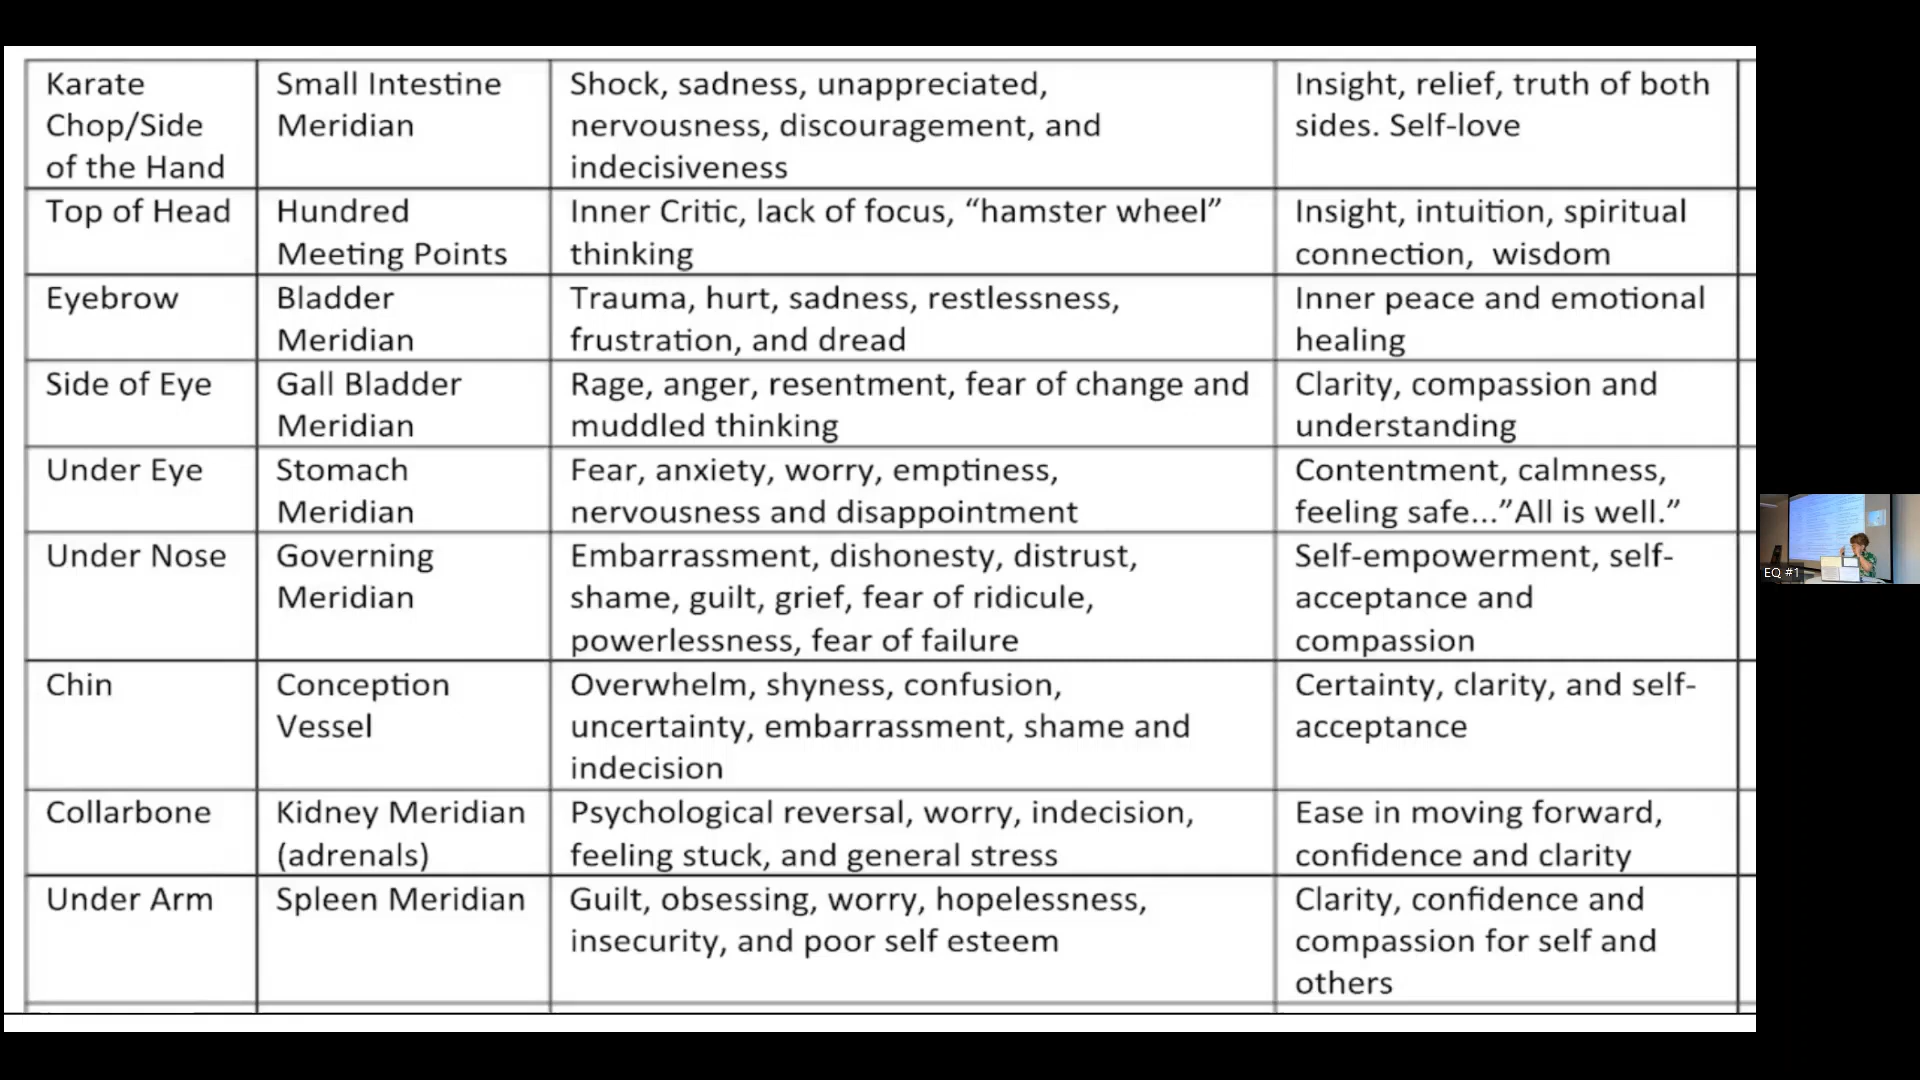 Karate
Chop/Side
of the Hand
Small Intestine
Meridian
Shock, sadness, unappreciated,
nervousness, discouragement, and
indecisiveness
Insight, relief, truth of both
sides. Self-love
Top of Head
Hundred
Meeting Points
Inner Critic, lack of focus, “hamster wheel”
thinking
Insight, intuition, spiritual
connection,  wisdom
Eyebrow
Bladder
Meridian
Trauma, hurt, sadness, restlessness,
frustration, and dread
Inner peace and emotional
healing
Side of Eye
Gall Bladder
Meridian
Rage, anger, resentment, fear of change and
muddled thinking
Clarity, compassion and
understanding
Under Eye
Stomach
Meridian
Fear, anxiety, worry, emptiness,
nervousness and disappointment
Contentment, calmness,
feeling safe...”All is well.”
Under Nose
Governing
Meridian
Embarrassment, dishonesty, distrust,
shame, guilt, grief, fear of ridicule,
powerlessness, fear of failure
Self-empowerment, self-
acceptance and
compassion
Chin
Conception
Vessel
Overwhelm, shyness, confusion,
uncertainty, embarrassment, shame and
indecision
Certainty, clarity, and self-
acceptance
Collarbone
Kidney Meridian
(adrenals)
Psychological reversal, worry, indecision,
feeling stuck, and general stress
Ease in moving forward,
confidence and clarity
Under Arm
Spleen Meridian
Guilt, obsessing, worry, hopelessness,
insecurity, and poor self esteem
Clarity, confidence and
compassion for self and
others
EQ #1